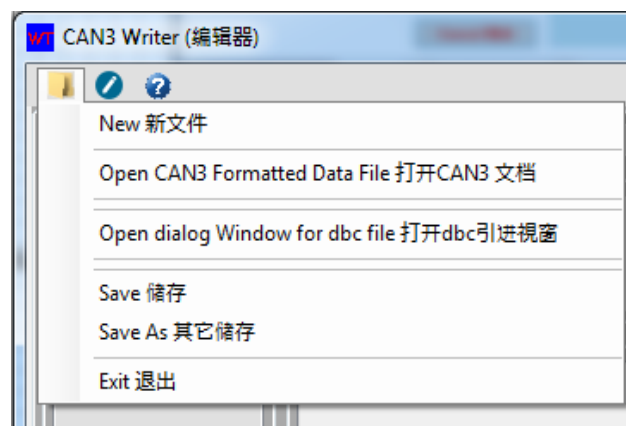 WT CAN3 Writer (编辑器)
New 新文件
Open CAN3 Formatted Data File 打开CAN3 文档
Open dialog Window for dbc file 打开dbc引进視窗
Save 储存
Save As 其它储存
Exit 退出